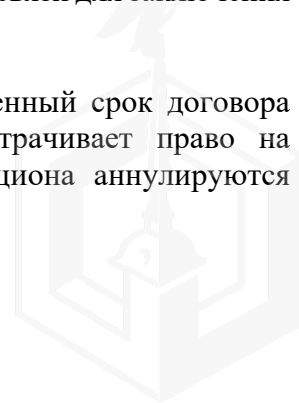 енный срок договора
трачивает право на
циона аннулируются